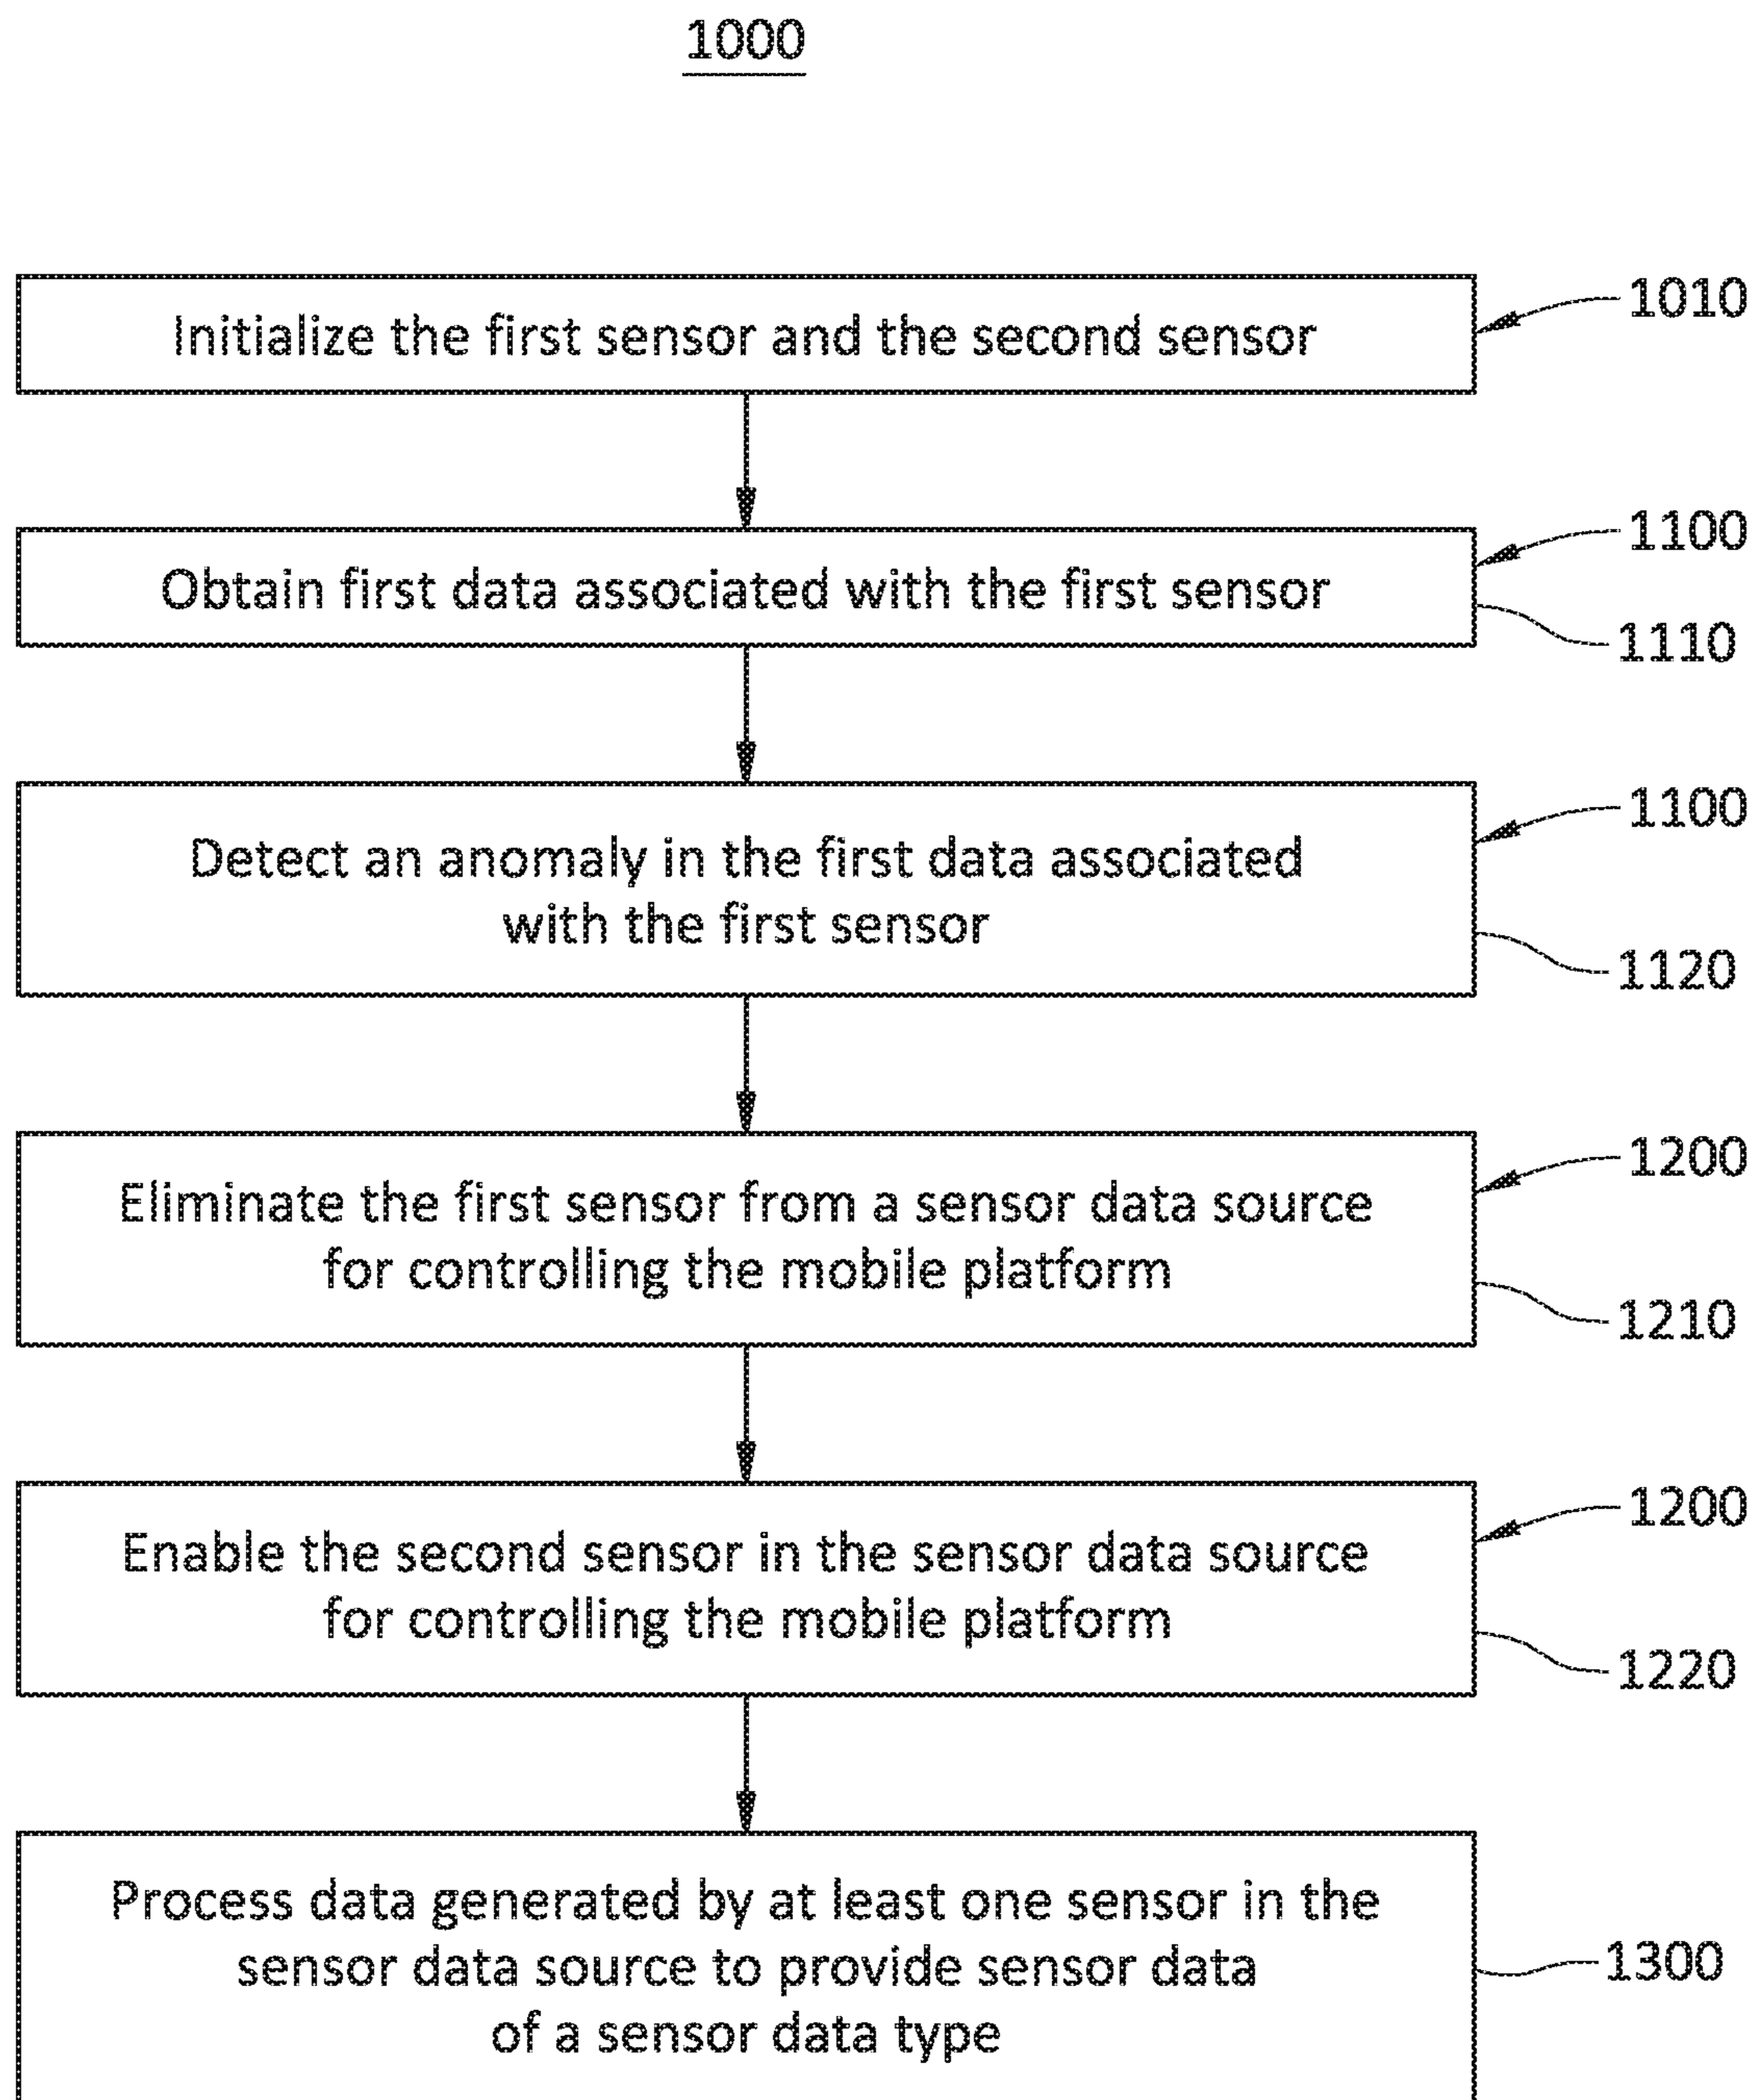 1000
Initialize the first sensor and the second sensor
1010
Obtain first data associated with the first sensor
1100
1110
Detect an anomaly in the first data associated
with the first sensor
1100
1120
Eliminate the first sensor from a sensor data source
for controlling the mobile platform
1200
1210
Enable the second sensor in the sensor data source
for controlling the mobile platform
1200
1220
Process data generated by at least one sensor in the
sensor data source to provide sensor data
of a sensor data type
1300